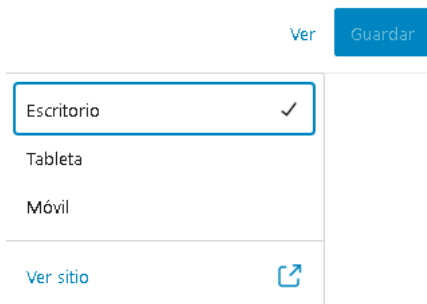 Ver Guardar
Escritorio
Tableta
Móvil
Ver sitio